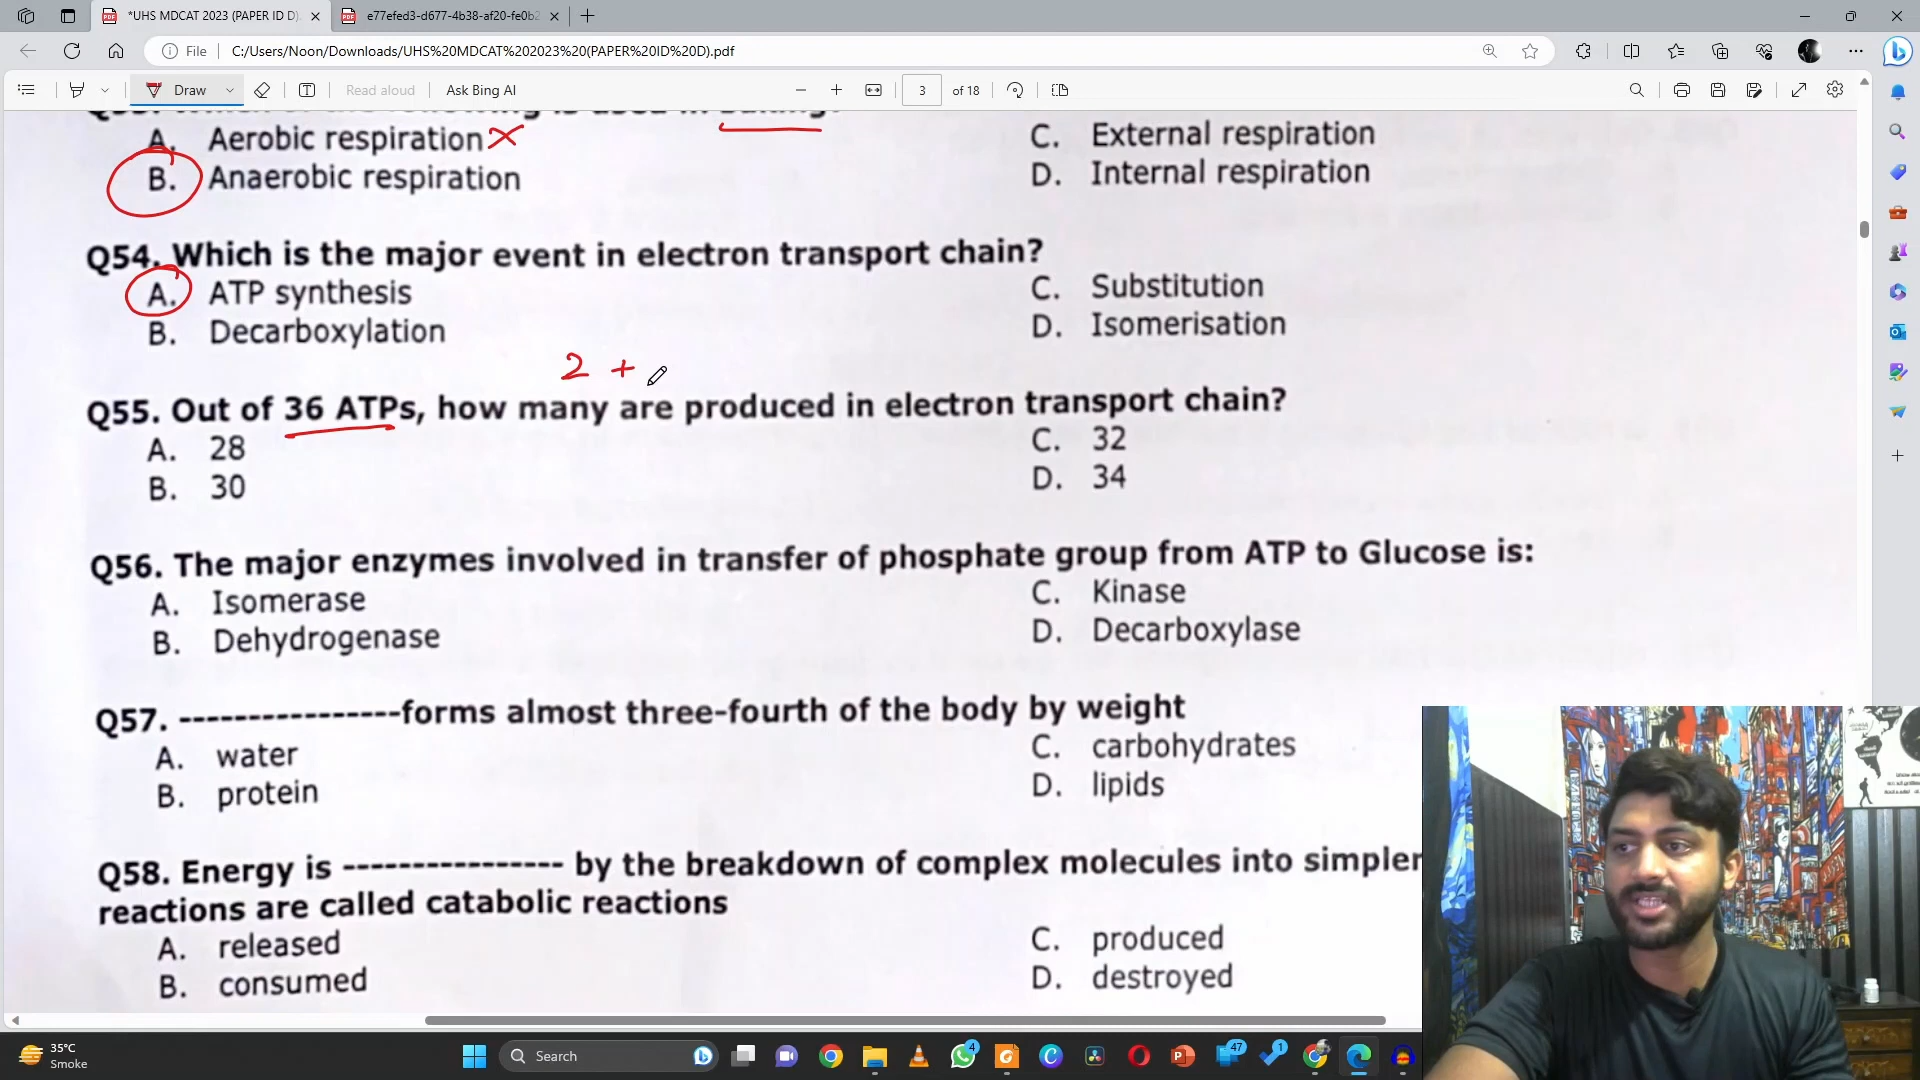 *UHS MDCAT 2023 (PAPER ID D).
e77efed3-d677-4b38-af20-fe0b2
File
C:/Users/Noon/Downloads/UHS%20MDCAT%202023%20(PAPER%20ID%20D).pdf
Draw
Read aloud
Ask Bing AI
3
of 18
A. Aerobic respiration
C. External respiration
B. Anaerobic respiration
D. Internal respiration
Q54. Which is the major event in electron transport chain?
A. ATP synthesis
C. Substitution
B. Decarboxylation
D. Isomerisation
2 +
Q55. Out of 36 ATPs, how many are produced in electron transport chain?
A. 28
C. 32
B. 30
D. 34
Q56. The major enzymes involved in transfer of phosphate group from ATP to Glucose is:
A. Isomerase
C. Kinase
B. Dehydrogenase
D. Decarboxylase
Q57. ----------------forms almost three-fourth of the body by weight
A. water
C. carbohydrates
B. protein
D. lipids
Q58. Energy is ---------------- by the breakdown of complex molecules into simpler
reactions are called catabolic reactions
A. released
C. produced
B. consumed
D. destroyed
35°C
Smoke
Search
4
47
1